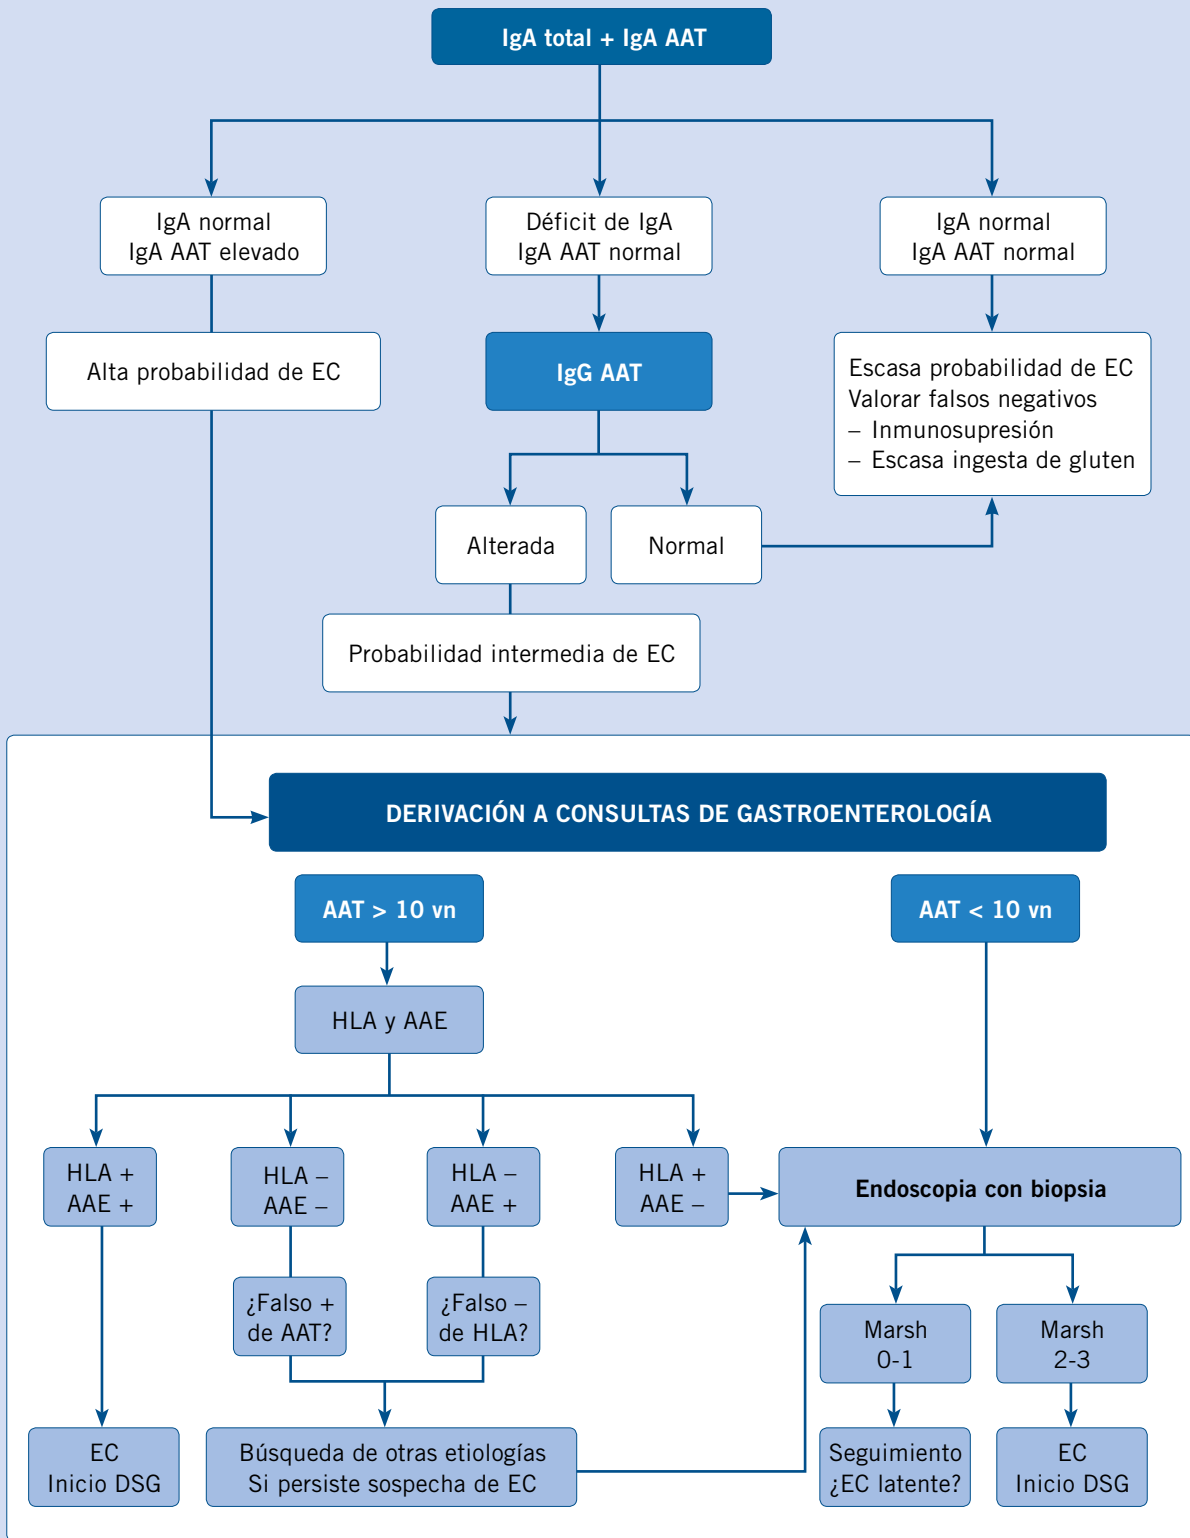 IgA total + IgA AAT
IgA normal
IgA AAT elevado
Déficit de IgA
IgA AAT normal
IgA normal
IgA AAT normal
Alta probabilidad de EC
IgG AAT
Escasa probabilidad de EC
Valorar falsos negativos
– Inmunosupresión
– Escasa ingesta de gluten
Alterada
Normal
Probabilidad intermedia de EC
DERIVACIÓN A CONSULTAS DE GASTROENTEROLOGÍA
AAT > 10 vn
AAT < 10 vn
HLA y AAE
HLA +
AAE +
HLA –
AAE –
HLA –
AAE +
HLA +
AAE –
Endoscopia con biopsia
¿Falso +
de AAT?
¿Falso –
de HLA?
Marsh
0-1
Marsh
2-3
EC
Inicio DSG
Búsqueda de otras etiologías
Si persiste sospecha de EC
Seguimiento
¿EC latente?
EC
Inicio DSG